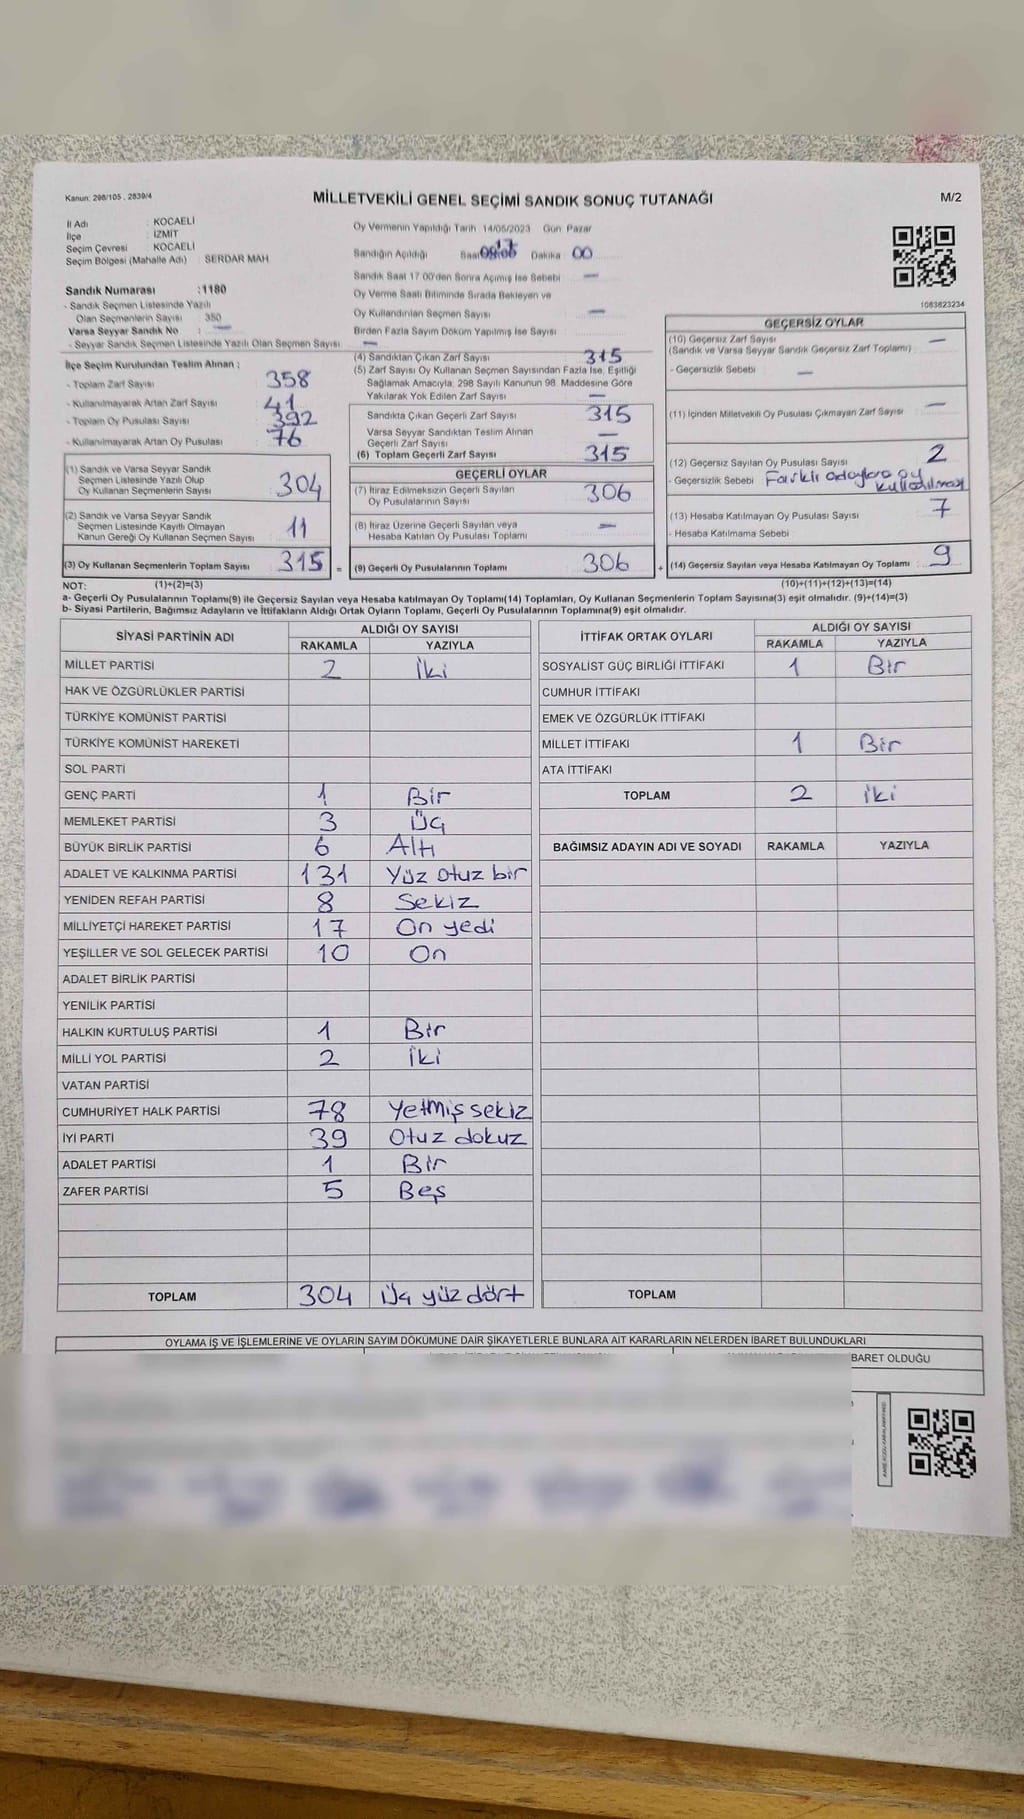 Kanun: 298/105 , 2839/4
MİLLETVEKİLİ GENEL SEÇİMİ SANDIK SONUÇ TUTANAĞI
M/2
İl Adı : KOCAELİ
İlçe : İZMİT
Seçim Çevresi : KOCAELİ
Seçim Bölgesi (Mahalle Adı) : SERDAR MAH
Sandık Numarası :1180
- Sandık Seçmen Listesinde Yazılı
Olan Seçmenlerin Sayısı 350
Varsa Seyyar Sandık No : —
- Seyyar Sandık Seçmen Listesinde Yazılı Olan Seçmen Sayısı : —
Oy Vermenin Yapıldığı Tarih 14/05/2023 Gün Pazar
Sandığın Açıldığı Saat 17 Dakika 00
Sandık Saat 17 00'den Sonra Açımış İse Sebebi —
Oy Verme Saati Bitiminde Sırada Bekleyen ve
Oy Kullandırılan Seçmen Sayısı —
Birden Fazla Sayım Döküm Yapılmış İse Sayısı
1083623234
İlçe Seçim Kurulundan Teslim Alınan ;
- Toplam Zarf Sayısı : 358
- Kullanılmayarak Artan Zarf Sayısı : 41
- Toplam Oy Pusulası Sayısı : 392
- Kullanılmayarak Artan Oy Pusulası : 76
(1) Sandık ve Varsa Seyyar Sandık
Seçmen Listesinde Yazılı Olup
Oy Kullanan Seçmenlerin Sayısı 304
(2) Sandık ve Varsa Seyyar Sandık
Seçmen Listesinde Kayıtlı Olmayan
Kanun Gereği Oy Kullanan Seçmen Sayısı 11
(3) Oy Kullanan Seçmenlerin Toplam Sayısı 315 =
(4) Sandıktan Çıkan Zarf Sayısı 315
(5) Zarf Sayısı Oy Kullanan Seçmen Sayısından Fazla İse, Eşitliği
Sağlamak Amacıyla, 298 Sayılı Kanunun 98. Maddesine Göre
Yakılarak Yok Edilen Zarf Sayısı —
Sandıkta Çıkan Geçerli Zarf Sayısı 315
Varsa Seyyar Sandıktan Teslim Alınan
Geçerli Zarf Sayısı —
(6) Toplam Geçerli Zarf Sayısı 315
GEÇERLİ OYLAR
(7) İtiraz Edilmeksizin Geçerli Sayılan
Oy Pusulalarının Sayısı 306
(8) İtiraz Üzerine Geçerli Sayılan veya
Hesaba Katılan Oy Pusulası Toplamı —
(9) Geçerli Oy Pusulalarının Toplamı 306 +
GEÇERSİZ OYLAR
(10) Geçersiz Zarf Sayısı —
(Sandık ve Varsa Seyyar Sandık Geçersiz Zarf Toplamı)
- Geçersizlik Sebebi —
(11) İçinden Milletvekili Oy Pusulası Çıkmayan Zarf Sayısı —
(12) Geçersiz Sayılan Oy Pusulası Sayısı 2
- Geçersizlik Sebebi Farklı adaylara oy
(13) Hesaba Katılmayan Oy Pusulası Sayısı 7
- Hesaba Katılmama Sebebi
(14) Geçersiz Sayılan veya Hesaba Katılmayan Oy Toplamı 9
NOT: (1)+(2)=(3) (10)+(11)+(12)+(13)=(14)
a- Geçerli Oy Pusulalarının Toplamı(9) ile Geçersiz Sayılan veya Hesaba katılmayan Oy Toplamı(14) Toplamları, Oy Kullanan Seçmenlerin Toplam Sayısına(3) eşit olmalıdır. (9)+(14)=(3)
b- Siyasi Partilerin, Bağımsız Adayların ve İttifakların Aldığı Ortak Oyların Toplamı, Geçerli Oy Pusulalarının Toplamına(9) eşit olmalıdır.
SİYASİ PARTİNİN ADI ALDIĞI OY SAYISI
RAKAMLA YAZIYLA
MİLLET PARTİSİ 2 İki
HAK VE ÖZGÜRLÜKLER PARTİSİ
TÜRKİYE KOMÜNİST PARTİSİ
TÜRKİYE KOMÜNİST HAREKETİ
SOL PARTİ
GENÇ PARTİ 1 Bir
MEMLEKET PARTİSİ 3 Üç
BÜYÜK BİRLİK PARTİSİ 6 Altı
ADALET VE KALKINMA PARTİSİ 131 Yüz otuz bir
YENİDEN REFAH PARTİSİ 8 Sekiz
MİLLİYETÇİ HAREKET PARTİSİ 17 On yedi
YEŞİLLER VE SOL GELECEK PARTİSİ 10 On
ADALET BİRLİK PARTİSİ
YENİLİK PARTİSİ
HALKIN KURTULUŞ PARTİSİ 1 Bir
MİLLİ YOL PARTİSİ 2 İki
VATAN PARTİSİ
CUMHURİYET HALK PARTİSİ 78 Yetmiş sekiz
İYİ PARTİ 39 Otuz dokuz
ADALET PARTİSİ 1 Bir
ZAFER PARTİSİ 5 Beş
TOPLAM 304 Üç yüz dört
İTTİFAK ORTAK OYLARI ALDIĞI OY SAYISI
RAKAMLA YAZIYLA
SOSYALİST GÜÇ BİRLİĞİ İTTİFAKI 1 Bir
CUMHUR İTTİFAKI
EMEK VE ÖZGÜRLÜK İTTİFAKI
MİLLET İTTİFAKI 1 Bir
ATA İTTİFAKI
TOPLAM 2 İki
BAĞIMSIZ ADAYIN ADI VE SOYADI RAKAMLA YAZIYLA
TOPLAM
OYLAMA İŞ VE İŞLEMLERİNE VE OYLARIN SAYIM DÖKÜMÜNE DAİR ŞİKAYETLERLE BUNLARA AİT KARARLARIN NELERDEN İBARET BULUNDUKLARI
BARET OLDUĞU